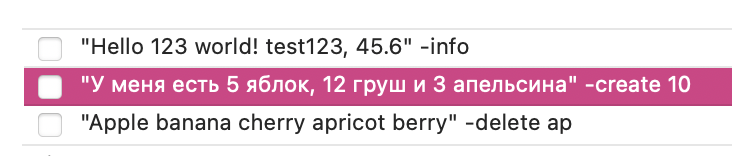 "Hello 123 world! test123, 45.6" -info
"У меня есть 5 яблок, 12 груш и 3 апельсина" -create 10
"Apple banana cherry apricot berry" -delete ap